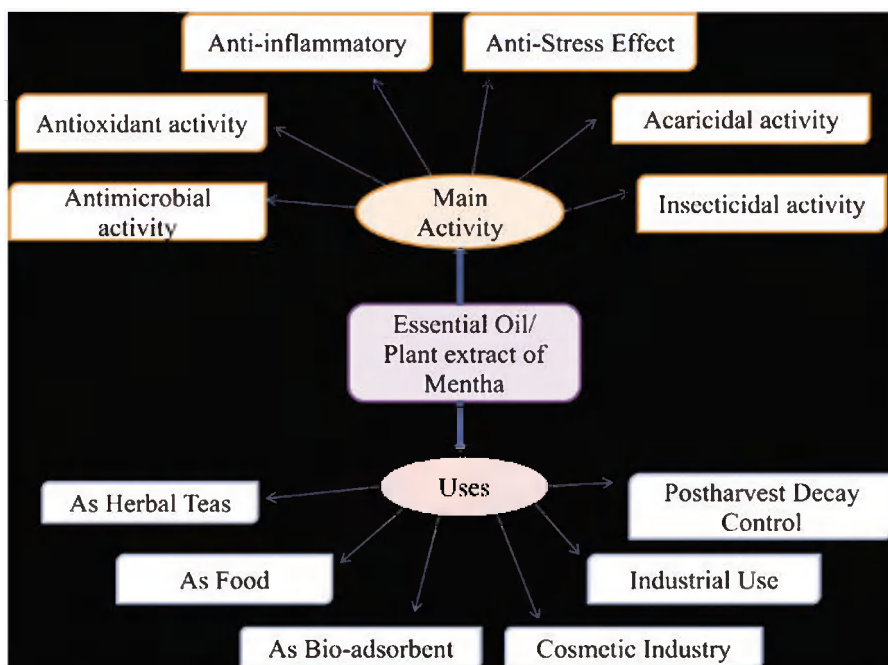 Anti-inflammatory
Anti-Stress Effect
Antioxidant activity
Acaricidal activity
Antimicrobial
activity
Main
Activity
Insecticidal activity
Essential Oil/
Plant extract of
Mentha
Uses
As Herbal Teas
Postharvest Decay
Control
As Food
Industrial Use
As Bio-adsorbent
Cosmetic Industry